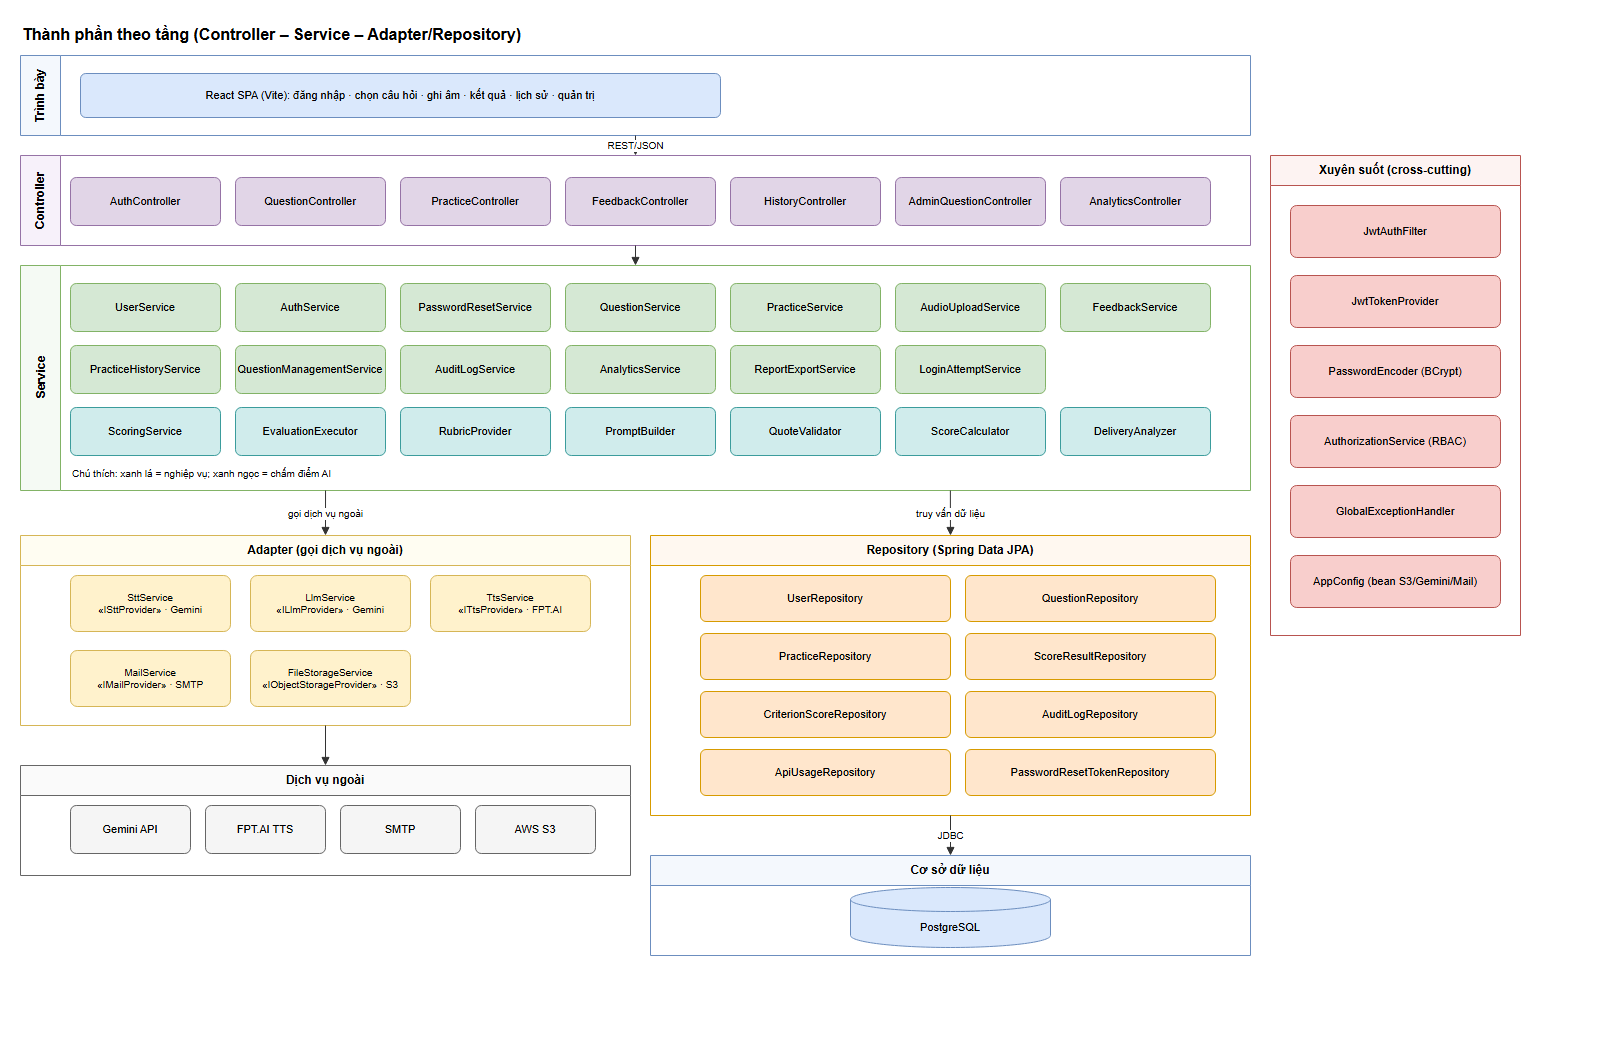 Thành phần theo tầng (Controller – Service – Adapter/Repository)
Trình bày
React SPA (Vite): đăng nhập · chọn câu hỏi · ghi âm · kết quả · lịch sử · quản trị
REST/JSON
Controller
AuthController
QuestionController
PracticeController
FeedbackController
HistoryController
AdminQuestionController
AnalyticsController
Service
UserService
AuthService
PasswordResetService
QuestionService
PracticeService
AudioUploadService
FeedbackService
PracticeHistoryService
QuestionManagementService
AuditLogService
AnalyticsService
ReportExportService
LoginAttemptService
ScoringService
EvaluationExecutor
RubricProvider
PromptBuilder
QuoteValidator
ScoreCalculator
DeliveryAnalyzer
Chú thích: xanh lá = nghiệp vụ; xanh ngọc = chấm điểm AI
gọi dịch vụ ngoài
truy vấn dữ liệu
Adapter (gọi dịch vụ ngoài)
SttService
«ISttProvider» · Gemini
LlmService
«ILlmProvider» · Gemini
TtsService
«ITtsProvider» · FPT.AI
MailService
«IMailProvider» · SMTP
FileStorageService
«IObjectStorageProvider» · S3
Dịch vụ ngoài
Gemini API
FPT.AI TTS
SMTP
AWS S3
Repository (Spring Data JPA)
UserRepository
QuestionRepository
PracticeRepository
ScoreResultRepository
CriterionScoreRepository
AuditLogRepository
ApiUsageRepository
PasswordResetTokenRepository
JDBC
Cơ sở dữ liệu
PostgreSQL
Xuyên suốt (cross-cutting)
JwtAuthFilter
JwtTokenProvider
PasswordEncoder (BCrypt)
AuthorizationService (RBAC)
GlobalExceptionHandler
AppConfig (bean S3/Gemini/Mail)